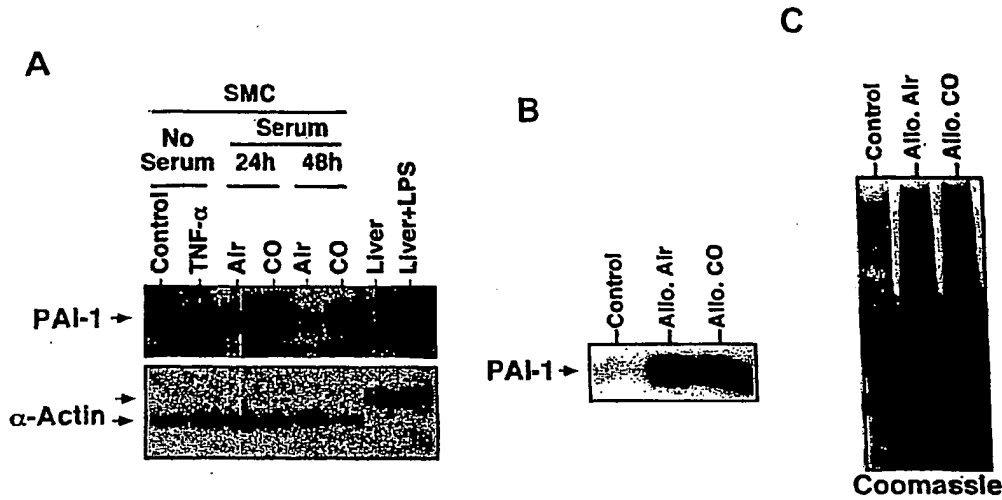 A
SMC
No
Serum
Serum
24h
48h
Control
TNF-α
Air
CO
Air
CO
Liver
Liver+LPS
PAI-1
α-Actin
B
Control
Allo. Air
Allo. CO
PAI-1
C
Control
Allo. Air
Allo. CO
Coomassie